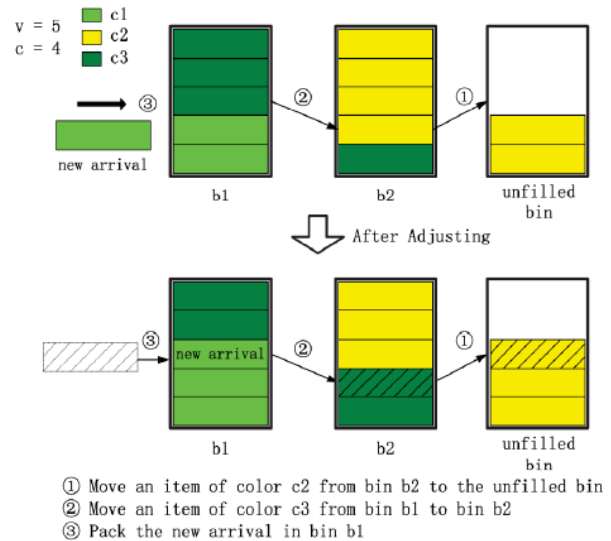 v = 5
c = 4
c1
c2
c3
③
②
①
new arrival
b1
b2
unfilled
bin
After Adjusting
③
new arrival
②
①
b1
b2
unfilled
bin
① Move an item of color c2 from bin b2 to the unfilled bin
② Move an item of color c3 from bin b1 to bin b2
③ Pack the new arrival in bin b1